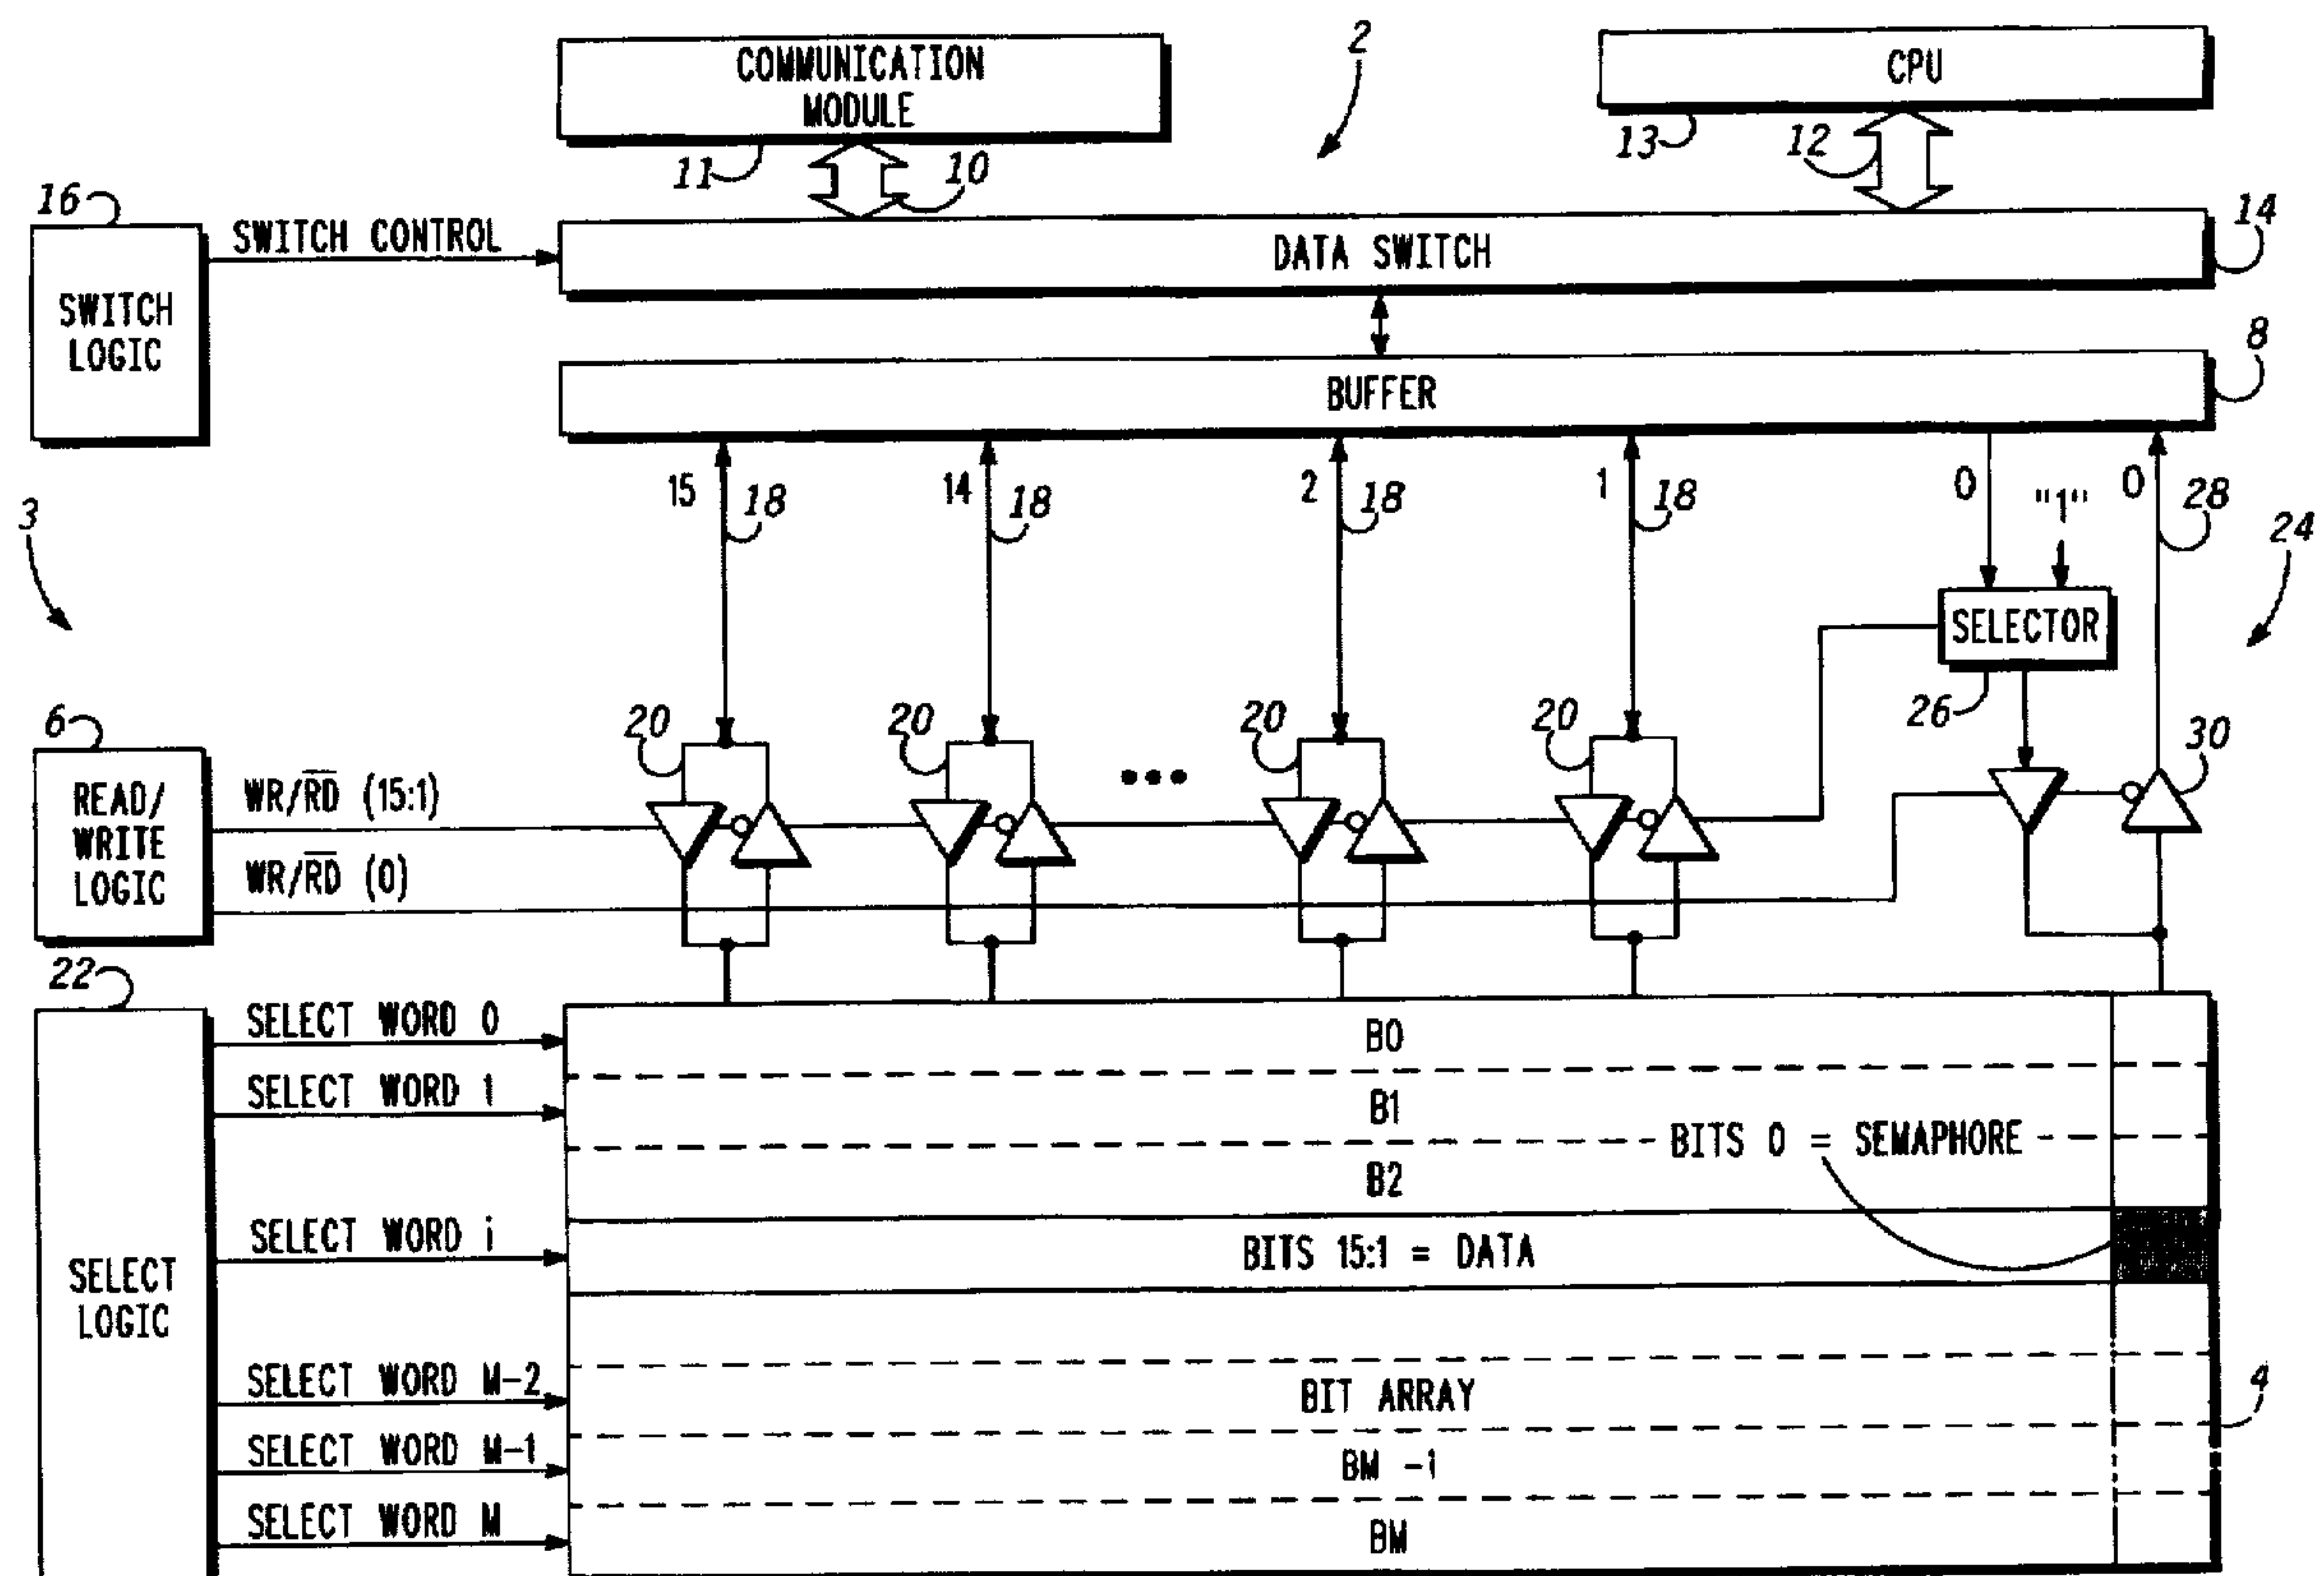 2
COMMUNICATION
MODULE
CPU
11
10
13
12
16
SWITCH CONTROL
14
DATA SWITCH
SWITCH
LOGIC
8
BUFFER
15
18
14
18
2
18
1
18
0
"1"
0
28
3
24
SELECTOR
26
6
20
20
20
20
30
READ/
WRITE
LOGIC
WR/R̅D̅ (15:1)
• • •
WR/R̅D̅ (0)
22
SELECT WORD 0
B0
SELECT WORD 1
B1
BITS 0 = SEMAPHORE
B2
SELECT WORD i
BITS 15:1 = DATA
SELECT
LOGIC
SELECT WORD M-2
BIT ARRAY
4
SELECT WORD M-1
BM -1
SELECT WORD M
BM